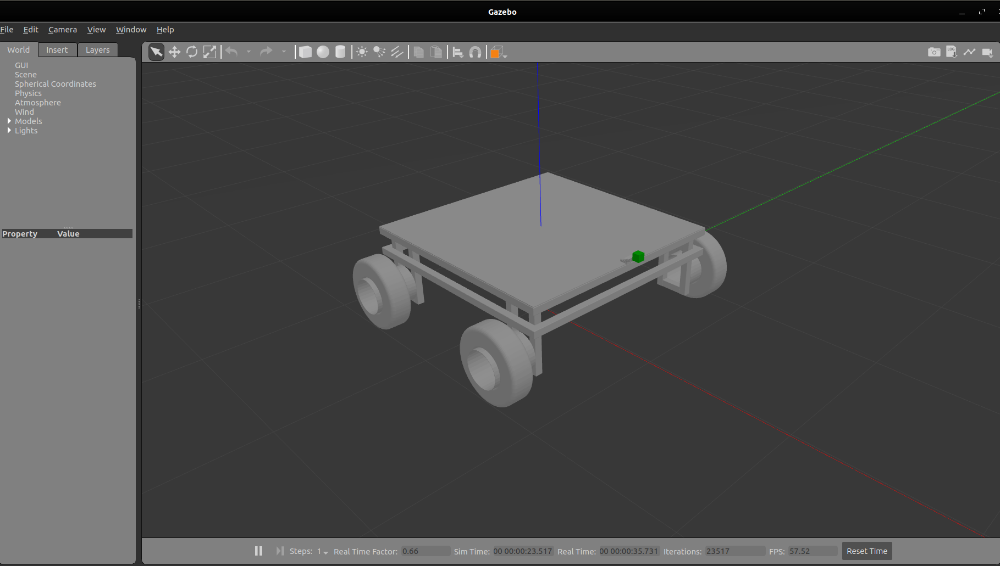 Gazebo
File Edit Camera View Window Help
World Insert Layers
GUI
Scene
Spherical Coordinates
Physics
Atmosphere
Wind
Models
Lights
Property Value
LOG
Steps: 1 Real Time Factor: 0.66 Sim Time: 00 00:00:23.517 Real Time: 00 00:00:35.731 Iterations: 23517 FPS: 57.52 Reset Time